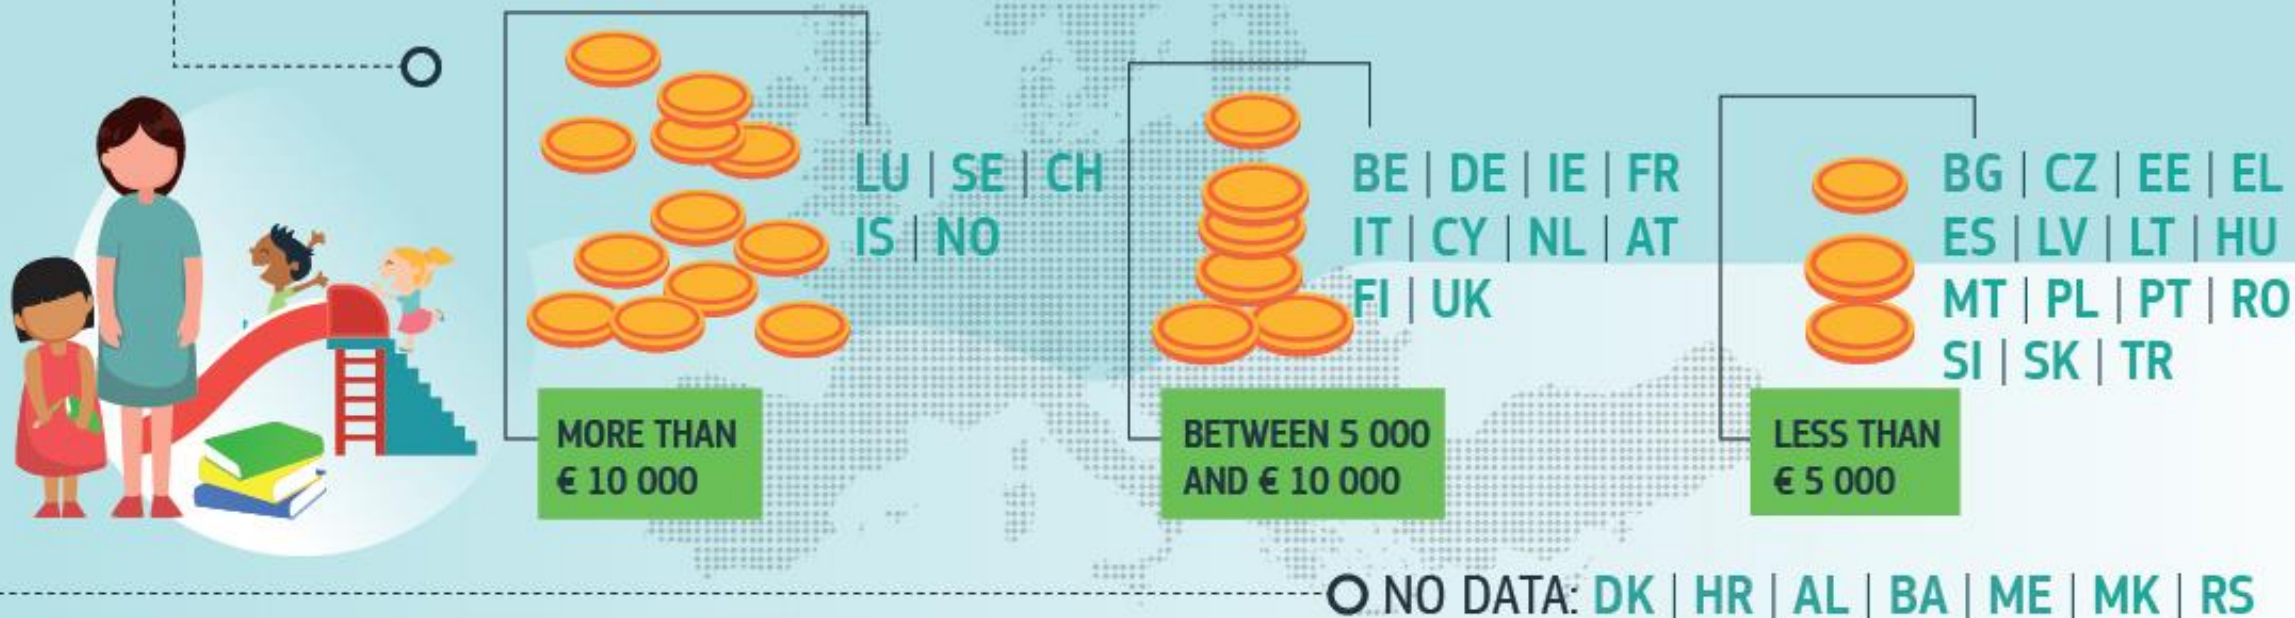 LU | SE | CH
IS | NO
MORE THAN
€ 10 000
BE | DE | IE | FR
IT | CY | NL | AT
FI | UK
BETWEEN 5 000
AND € 10 000
BG | CZ | EE | EL
ES | LV | LT | HU
MT | PL | PT | RO
SI | SK | TR
LESS THAN
€ 5 000
NO DATA: DK | HR | AL | BA | ME | MK | RS